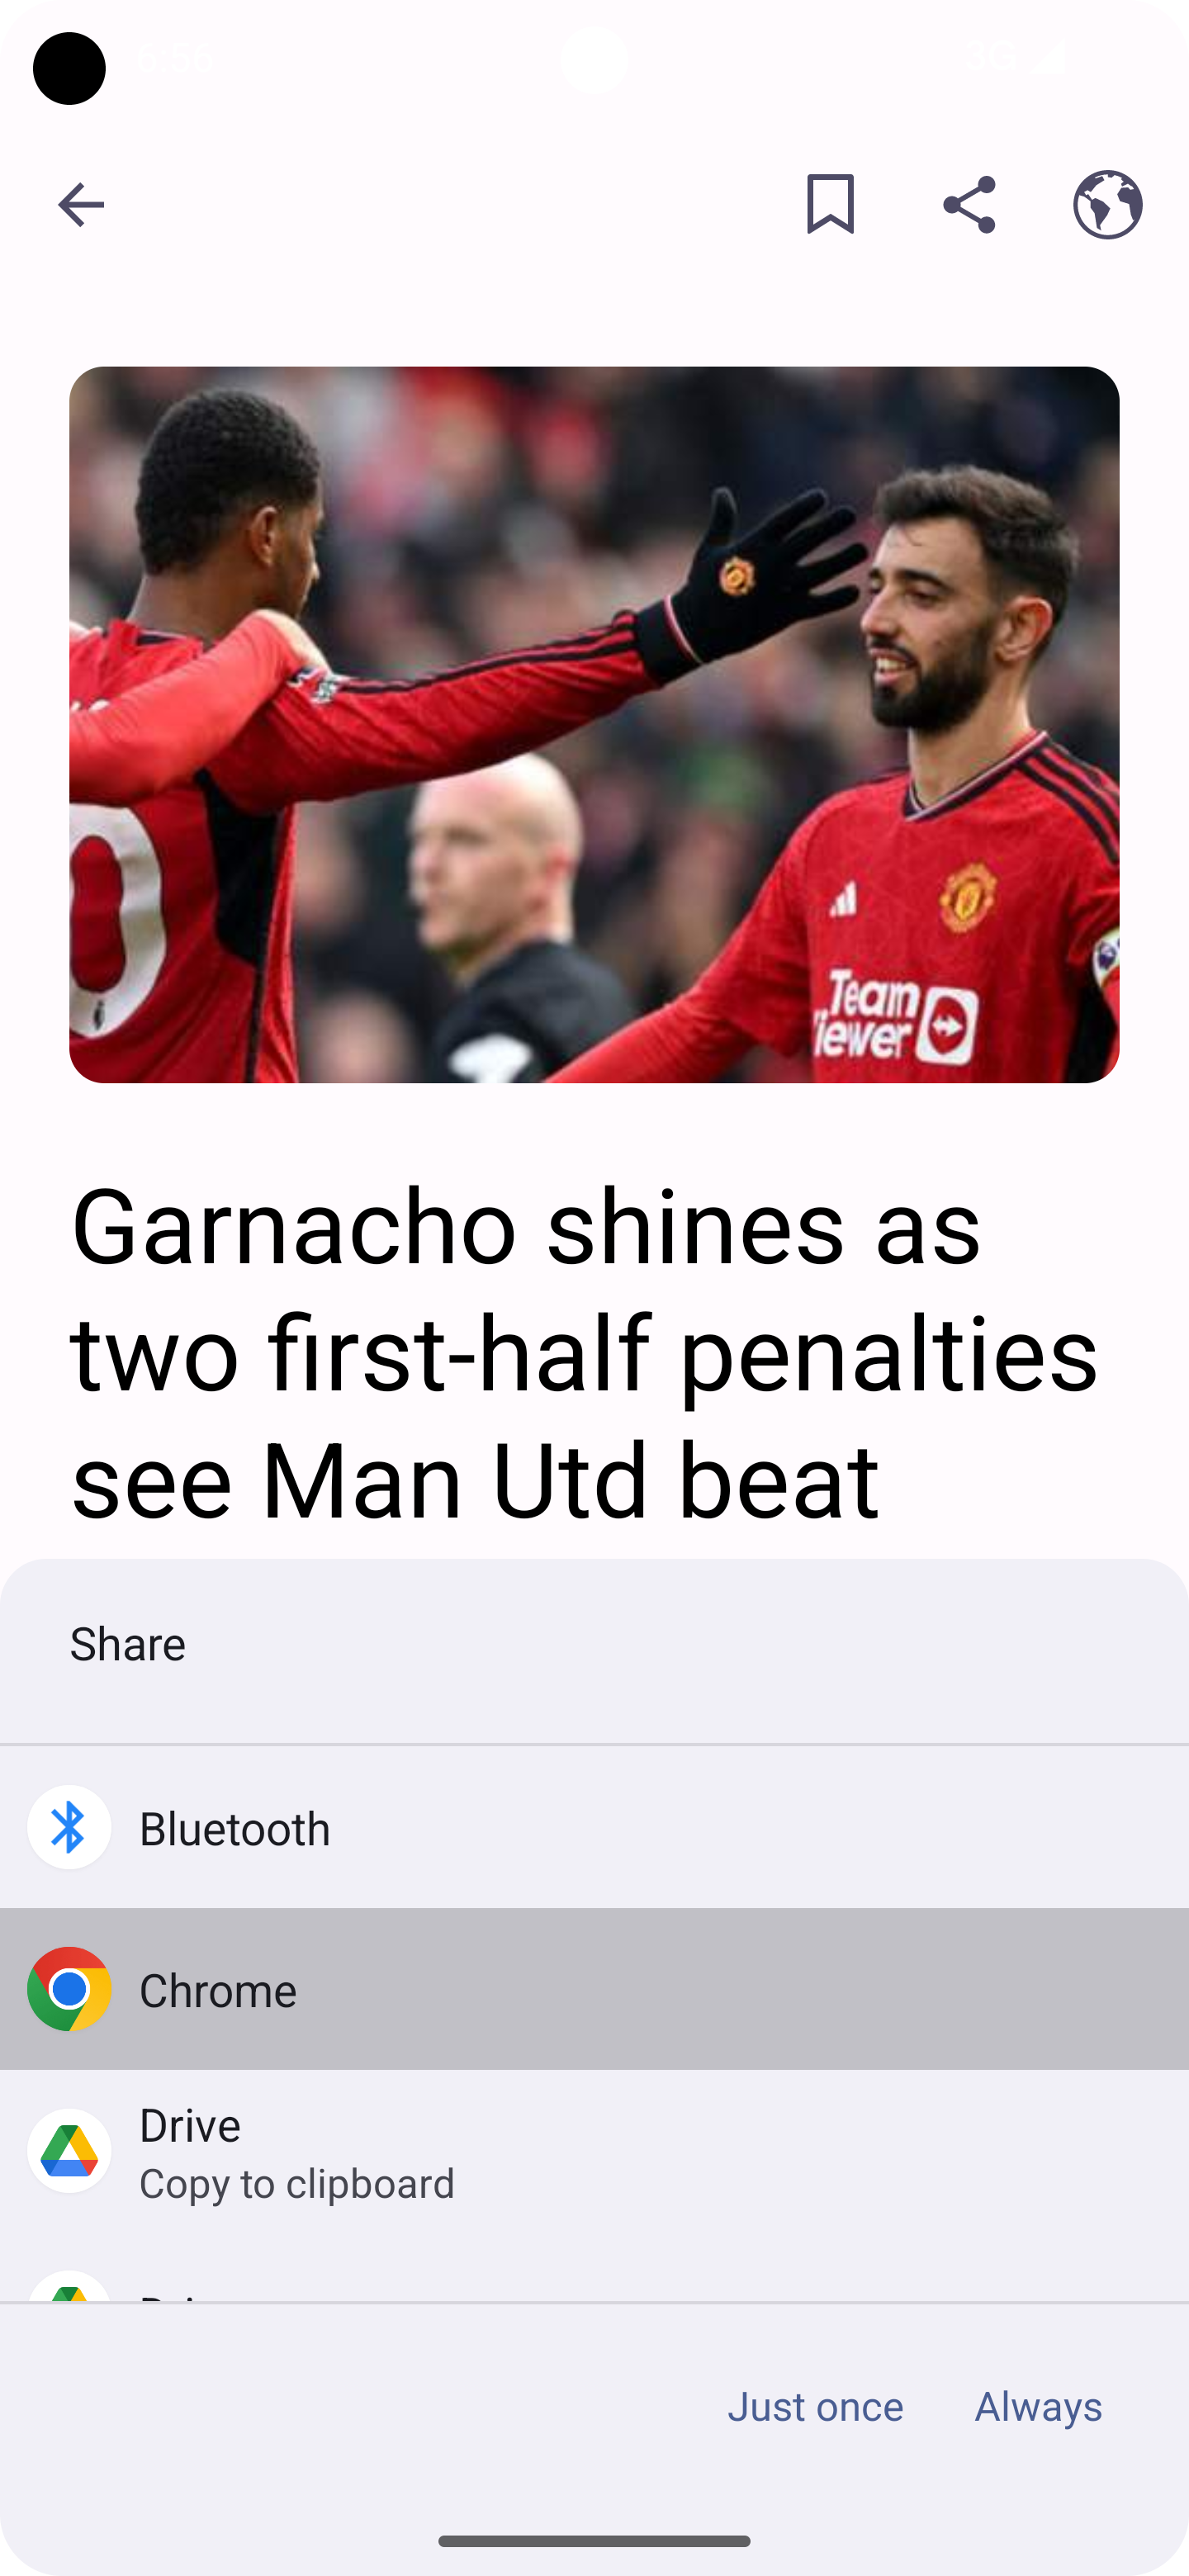 0
Team
Viewer
Garnacho shines as
two first-half penalties
see Man Utd beat
Share
Bluetooth
Chrome
Drive
Copy to clipboard
Just once
Always